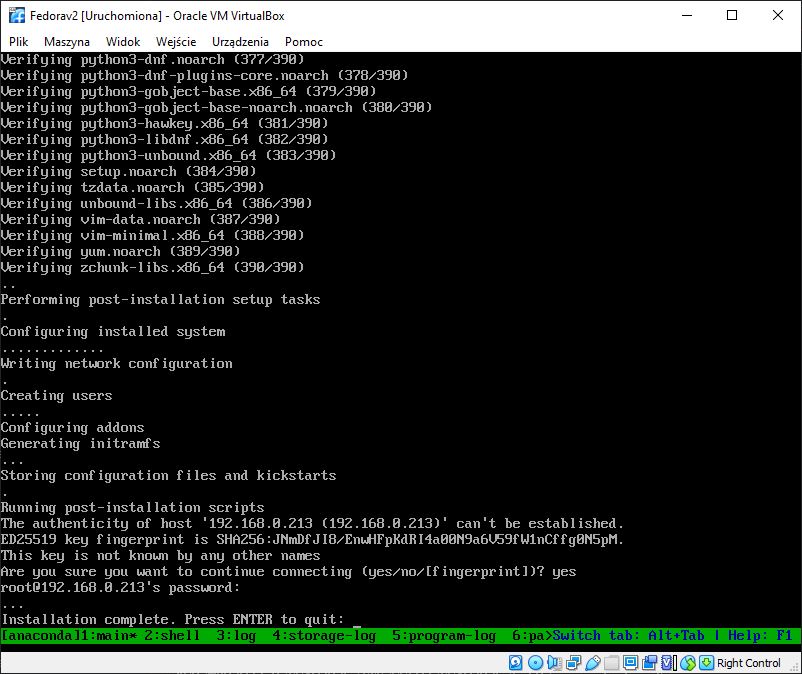 Fedorav2 [Uruchomiona] - Oracle VM VirtualBox
Plik Maszyna Widok Wejście Urządzenia Pomoc
Verifying python3-dnf.noarch (377/390)
Verifying python3-dnf-plugins-core.noarch (378/390)
Verifying python3-gobject-base.x86_64 (379/390)
Verifying python3-gobject-base-noarch.noarch (380/390)
Verifying python3-hawkey.x86_64 (381/390)
Verifying python3-libdnf.x86_64 (382/390)
Verifying python3-unbound.x86_64 (383/390)
Verifying setup.noarch (384/390)
Verifying tzdata.noarch (385/390)
Verifying unbound-libs.x86_64 (386/390)
Verifying vim-data.noarch (387/390)
Verifying vim-minimal.x86_64 (388/390)
Verifying yum.noarch (389/390)
Verifying zchunk-libs.x86_64 (390/390)
..
Performing post-installation setup tasks
.
Configuring installed system
.............
Writing network configuration
.
Creating users
.....
Configuring addons
Generating initramfs
...
Storing configuration files and kickstarts
.
Running post-installation scripts
The authenticity of host '192.168.0.213 (192.168.0.213)' can't be established.
ED25519 key fingerprint is SHA256:JNmDfJI8/EnwHFpKdRI4a00N9a6V59fW1nCffg0N5pM.
This key is not known by any other names
Are you sure you want to continue connecting (yes/no/[fingerprint])? yes
root@192.168.0.213's password:
...
Installation complete. Press ENTER to quit: _
[anaconda]1:main* 2:shell  3:log  4:storage-log  5:program-log  6:pa>Switch tab: Alt+Tab | Help: F1
Right Control